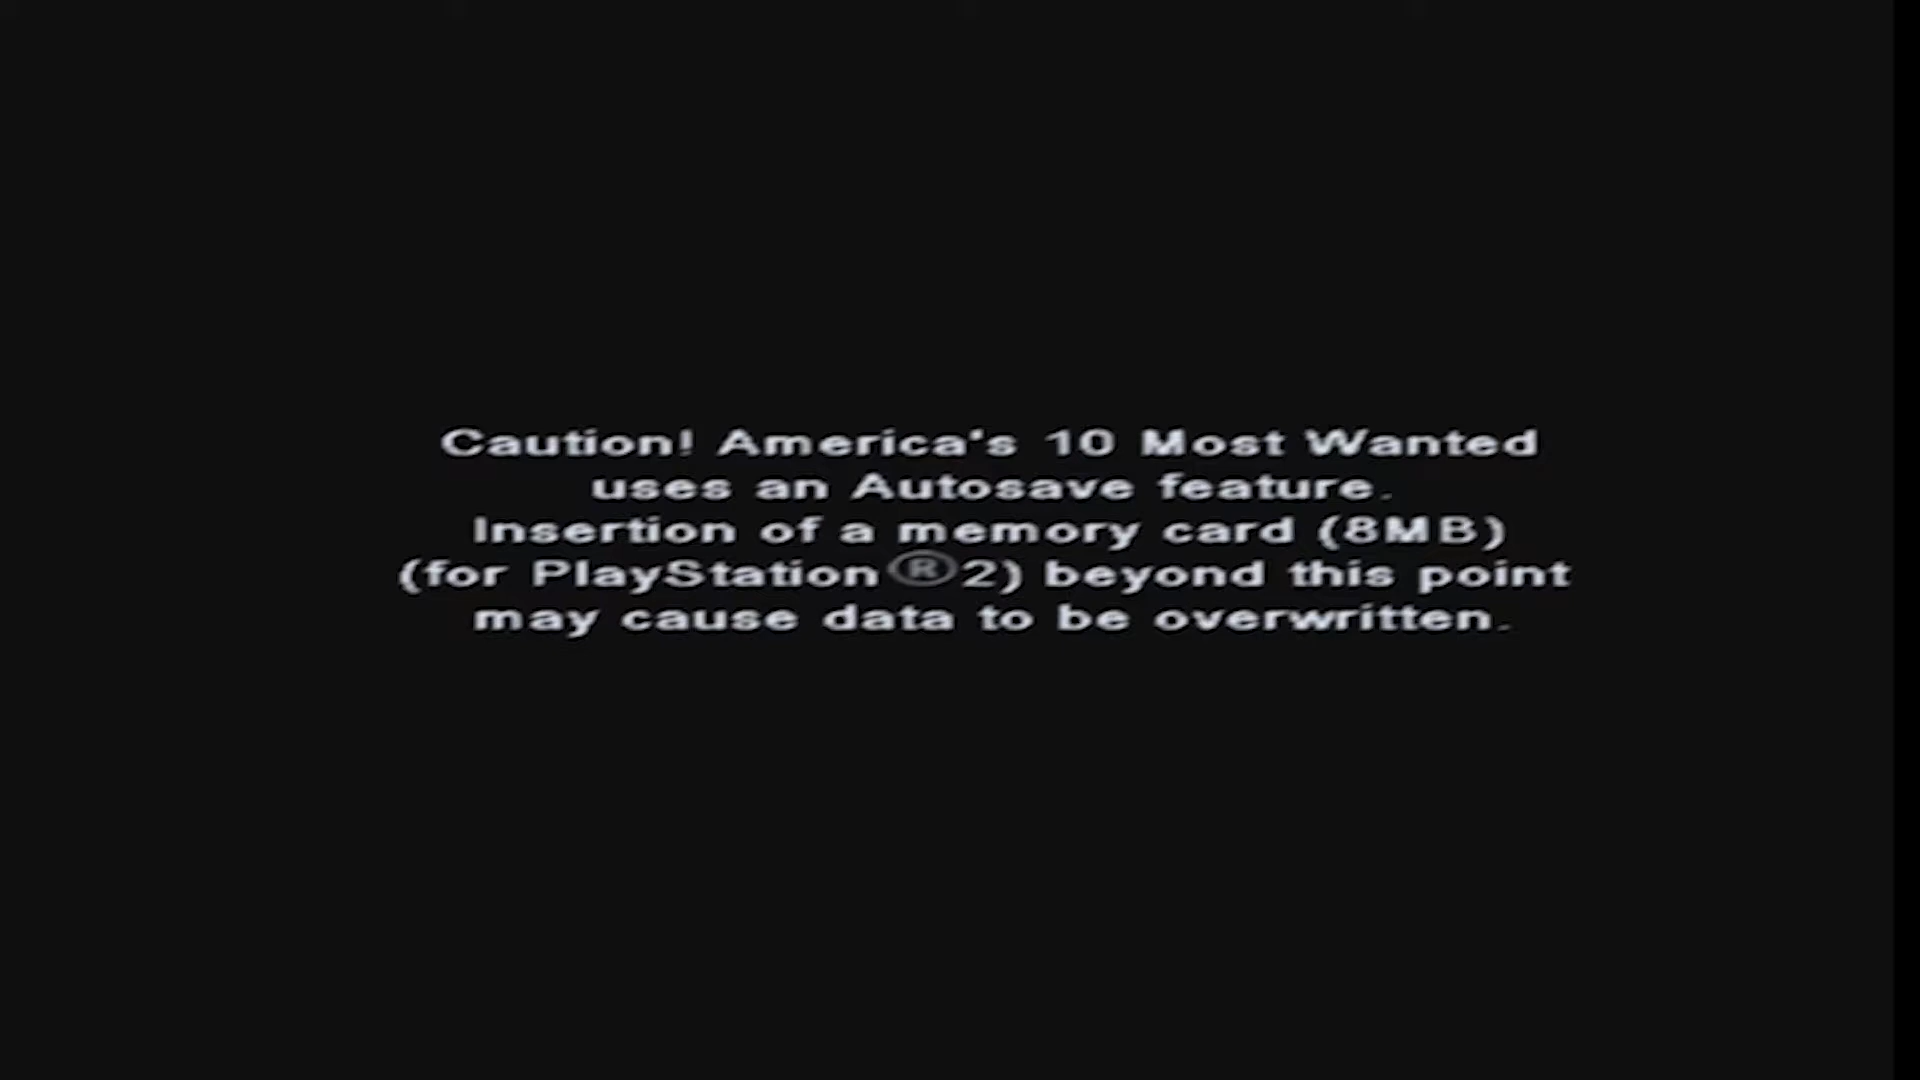 Caution! America's 10 Most Wanted
uses an Autosave feature.
Insertion of a memory card (8MB)
(for PlayStation®2) beyond this point
may cause data to be overwritten.